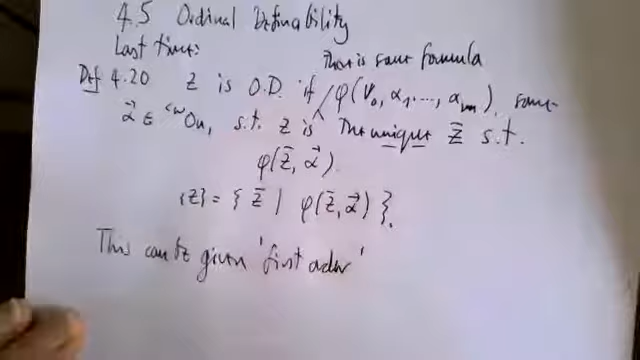 4.5 Ordinal Definability
Last time:
there is some formula
Def 4.20 z is O.D. if φ(v₀, α₁, ..., αₘ), some
α⃗ ∈ <ωOn, s.t. z is the unique z̄ s.t.
φ(z̄, α⃗).
{z} = { z̄ | φ(z̄, α⃗) }.
This can be given 'first order'